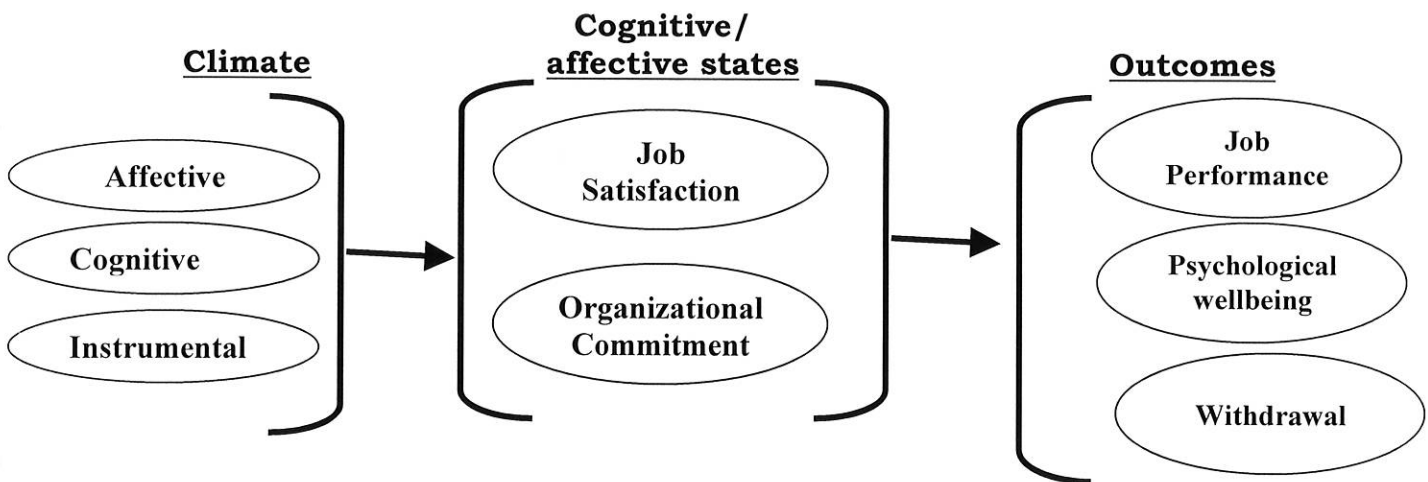 Climate
Affective
Cognitive
Instrumental
Cognitive/
affective states
Job
Satisfaction
Organizational
Commitment
Outcomes
Job
Performance
Psychological
wellbeing
Withdrawal